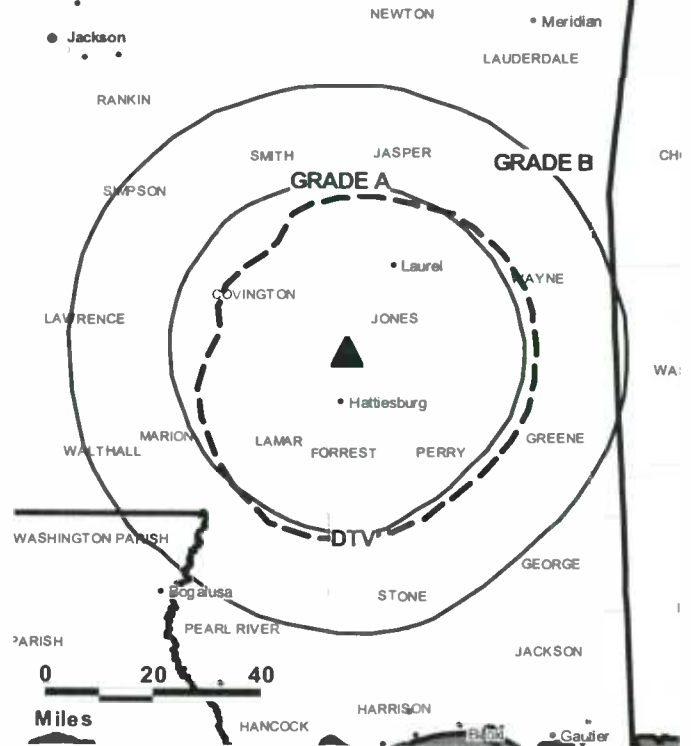 NEWTON
Meridian
Jackson
LAUDERDALE
RANKIN
SMITH
JASPER
GRADE B
GRADE A
SIMPSON
Laurel
WAYNE
COVINGTON
LAWRENCE
JONES
Hattiesburg
MARION
LAMAR
FORREST
PERRY
GREENE
WALTHALL
WASHINGTON PARISH
DTV
GEORGE
Bogalusa
STONE
PEARL RIVER
PARISH
JACKSON
0 20 40
HARRISON
Miles
HANCOCK
Gautier